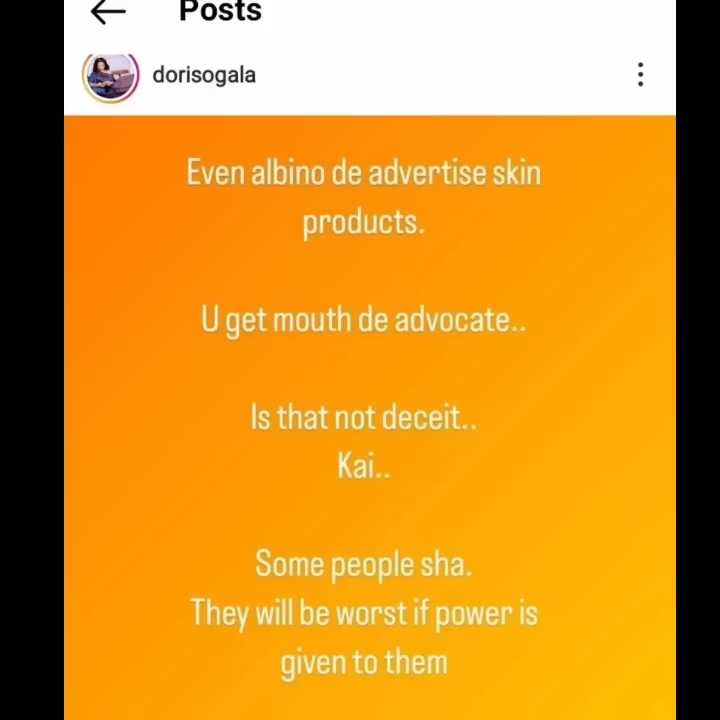 Posts
dorisogala
Even albino de advertise skin
products.
U get mouth de advocate..
Is that not deceit..
Kai..
Some people sha.
They will be worst if power is
given to them